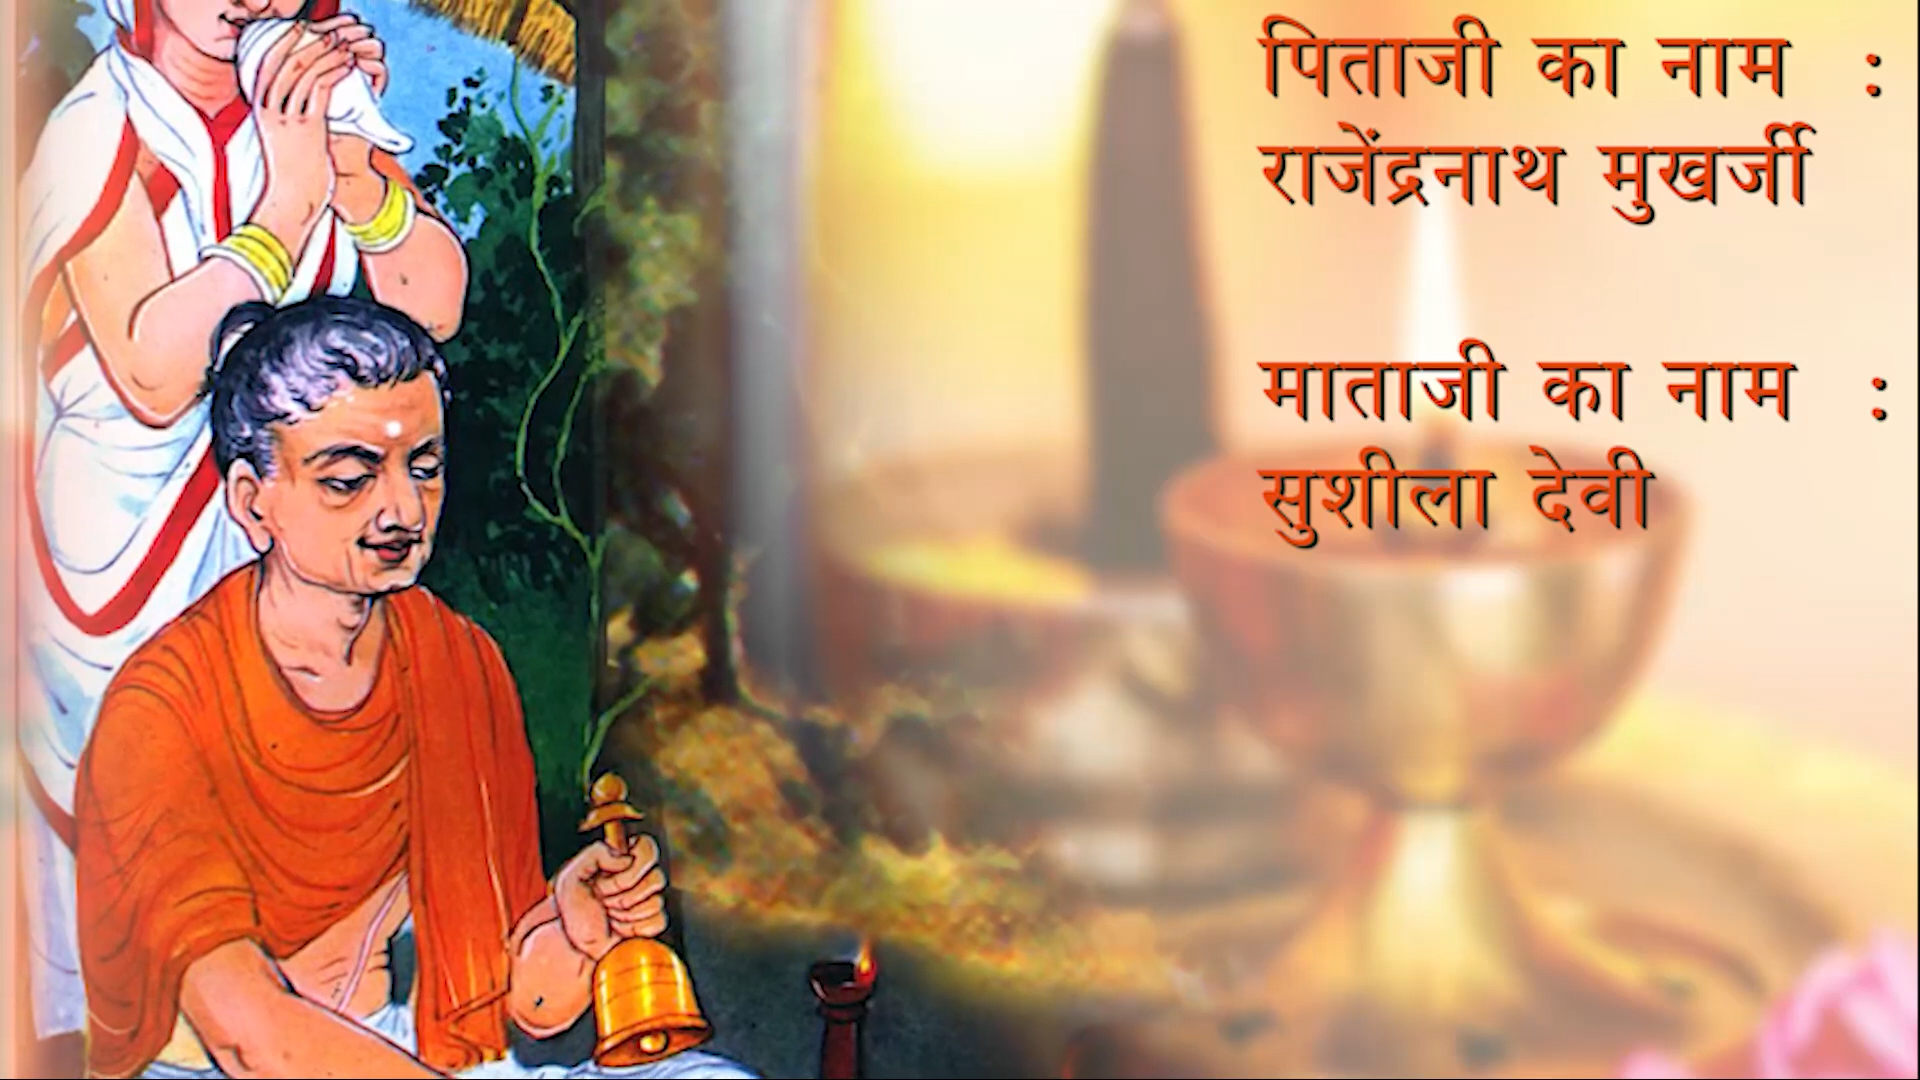 पिताजी का नाम :
राजेंद्रनाथ मुखर्जी
माताजी का नाम :
सुशीला देवी